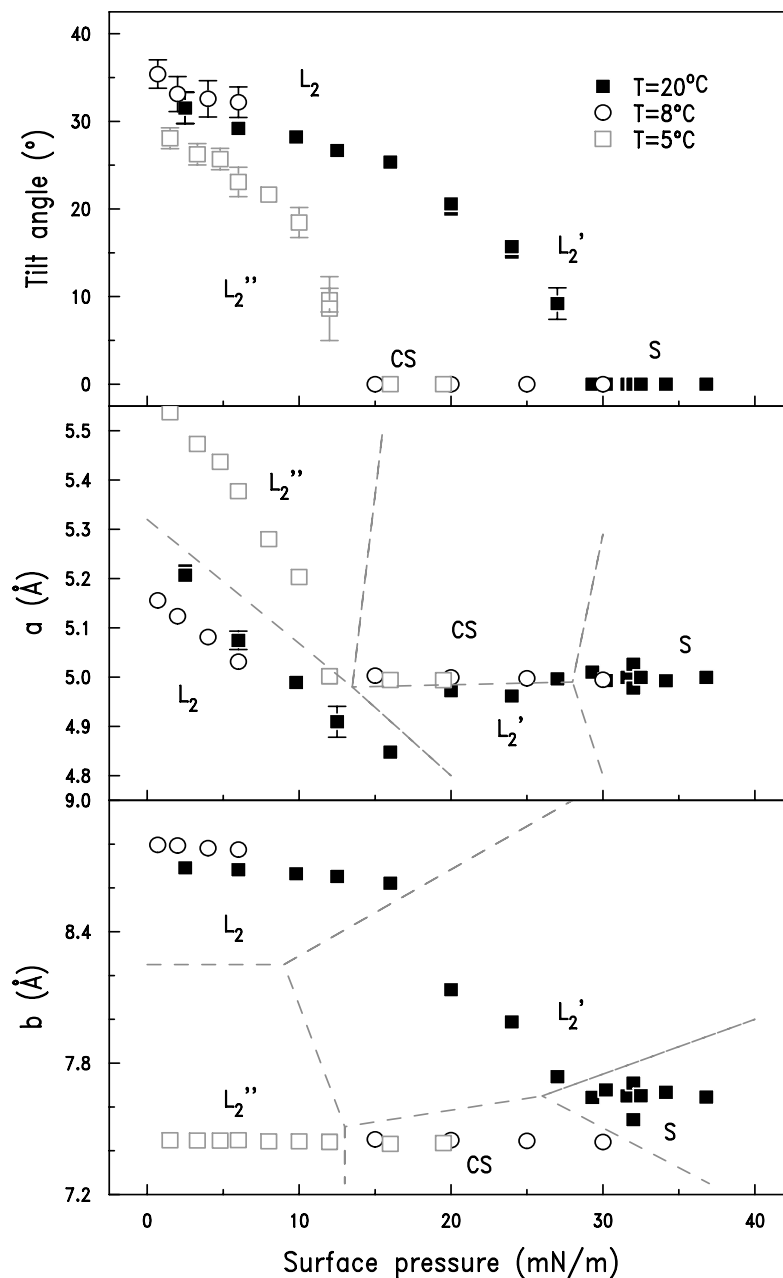 40
L2
T=20°C
T=8°C
T=5°C
30
Tilt angle (°)
20
L2'
L2''
10
CS
S
0
5.5
L2''
5.4
5.3
5.2
a (Å)
5.1
CS
S
5.0
L2
L2'
4.9
4.8
9.0
L2
8.4
b (Å)
L2'
7.8
L2''
S
CS
7.2
0 10 20 30 40
Surface pressure (mN/m)